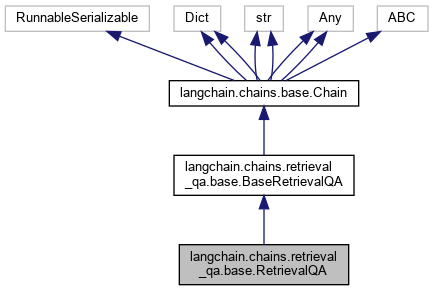 RunnableSerializable
Dict
str
Any
ABC
langchain.chains.base.Chain
langchain.chains.retrieval
_qa.base.BaseRetrievalQA
langchain.chains.retrieval
_qa.base.RetrievalQA